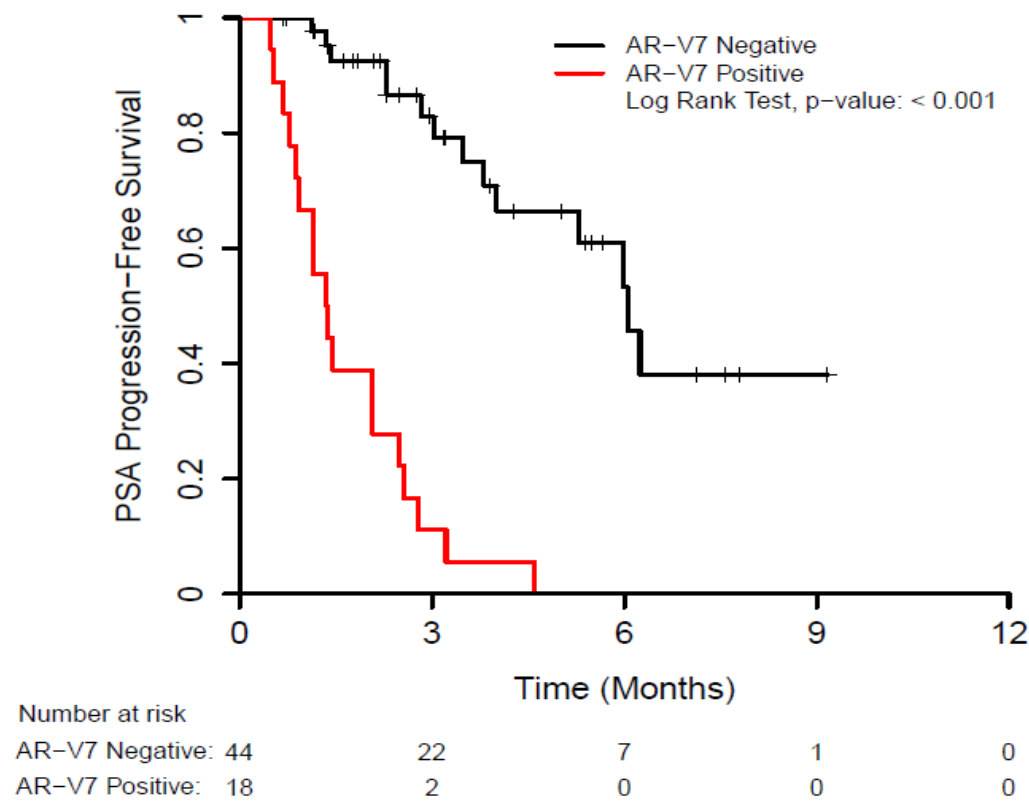 AR−V7 Negative
AR−V7 Positive
Log Rank Test, p−value: < 0.001
PSA Progression−Free Survival
1
0.8
0.6
0.4
0.2
0
0 3 6 9 12
Time (Months)
Number at risk
AR−V7 Negative: 44 22 7 1 0
AR−V7 Positive: 18 2 0 0 0